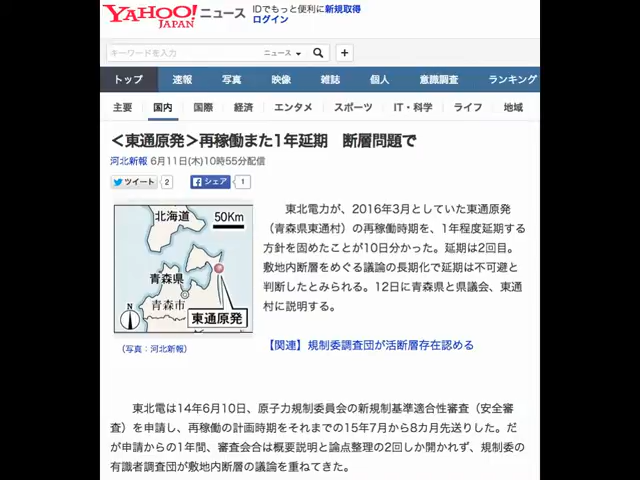 YAHOO! JAPAN ニュース
IDでもっと便利に新規取得
ログイン
キーワードを入力
ニュース
+
トップ 速報 写真 映像 雑誌 個人 意識調査 ランキング
主要 国内 国際 経済 エンタメ スポーツ IT・科学 ライフ 地域
＜東通原発＞再稼働また1年延期 断層問題で
河北新報 6月11日(木)10時55分配信
ツイート 2 シェア 1
北海道 50Km
青森県
青森市
N
東通原発
（写真：河北新報）
東北電力が、2016年3月としていた東通原発
（青森県東通村）の再稼働時期を、1年程度延期する
方針を固めたことが10日分かった。延期は2回目。
敷地内断層をめぐる議論の長期化で延期は不可避と
判断したとみられる。12日に青森県と県議会、東通
村に説明する。
【関連】規制委調査団が活断層存在認める
東北電は14年6月10日、原子力規制委員会の新規制基準適合性審査（安全審
査）を申請し、再稼働の計画時期をそれまでの15年7月から8カ月先送りした。だ
が申請からの1年間、審査会合は概要説明と論点整理の2回しか開かれず、規制委の
有識者調査団が敷地内断層の議論を重ねてきた。